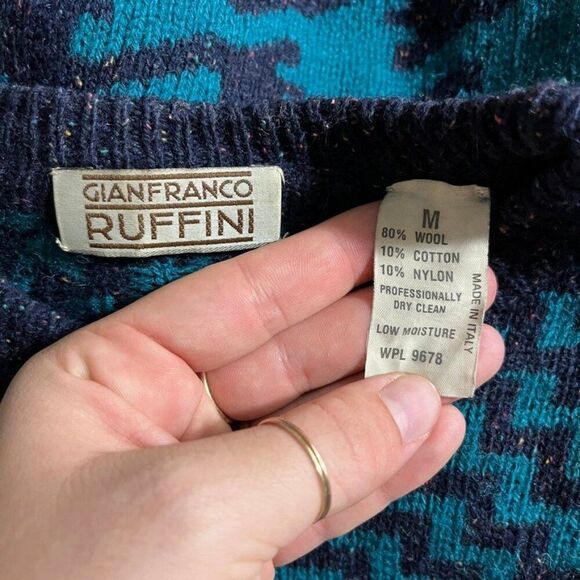 GIANFRANCO
RUFFINI
M
80% WOOL
10% COTTON
10% NYLON
PROFESSIONALLY
DRY CLEAN
LOW MOISTURE
WPL 9678
MADE IN ITALY